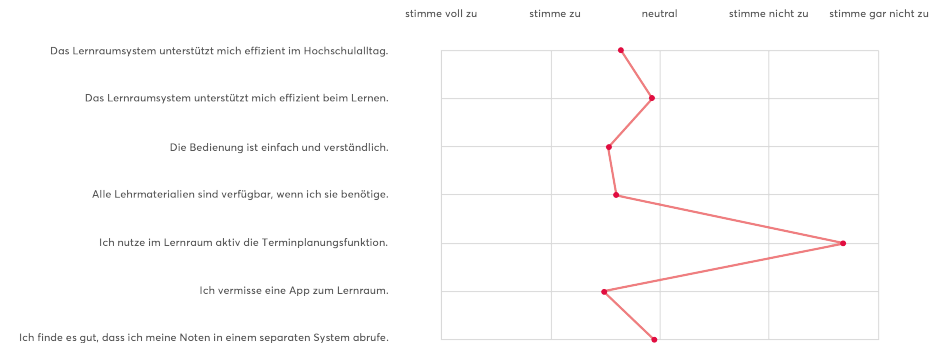 stimme voll zu stimme zu neutral stimme nicht zu stimme gar nicht zu
Das Lernraumsystem unterstützt mich effizient im Hochschulalltag.
Das Lernraumsystem unterstützt mich effizient beim Lernen.
Die Bedienung ist einfach und verständlich.
Alle Lehrmaterialien sind verfügbar, wenn ich sie benötige.
Ich nutze im Lernraum aktiv die Terminplanungsfunktion.
Ich vermisse eine App zum Lernraum.
Ich finde es gut, dass ich meine Noten in einem separaten System abrufe.